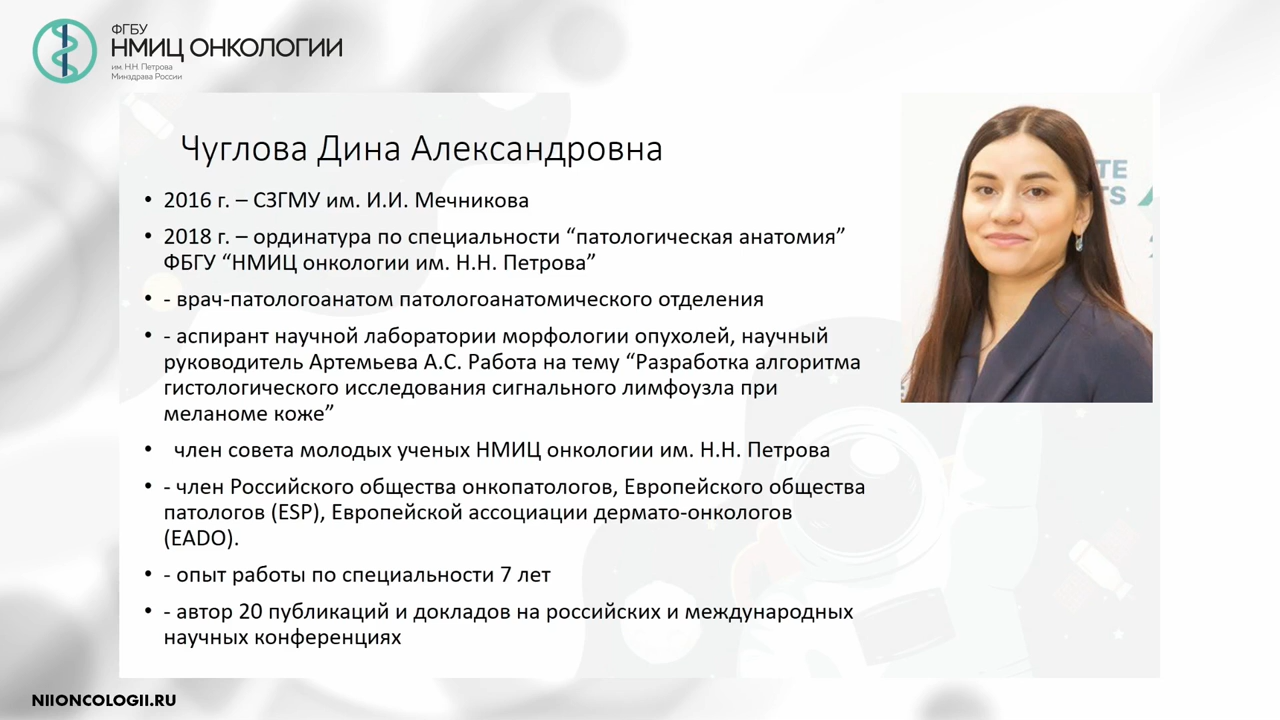 ФГБУ
НМИЦ ОНКОЛОГИИ
им. Н.Н. Петрова
Минздрава России
Чуглова Дина Александровна
• 2016 г. – СЗГМУ им. И.И. Мечникова
• 2018 г. – ординатура по специальности “патологическая анатомия”
ФБГУ “НМИЦ онкологии им. Н.Н. Петрова”
• - врач-патологоанатом патологоанатомического отделения
• - аспирант научной лаборатории морфологии опухолей, научный
руководитель Артемьева А.С. Работа на тему “Разработка алгоритма
гистологического исследования сигнального лимфоузла при
меланоме коже”
• член совета молодых ученых НМИЦ онкологии им. Н.Н. Петрова
• - член Российского общества онкопатологов, Европейского общества
патологов (ESP), Европейской ассоциации дермато-онкологов
(EADO).
• - опыт работы по специальности 7 лет
• - автор 20 публикаций и докладов на российских и международных
научных конференциях
NIIONCOLOGII.RU